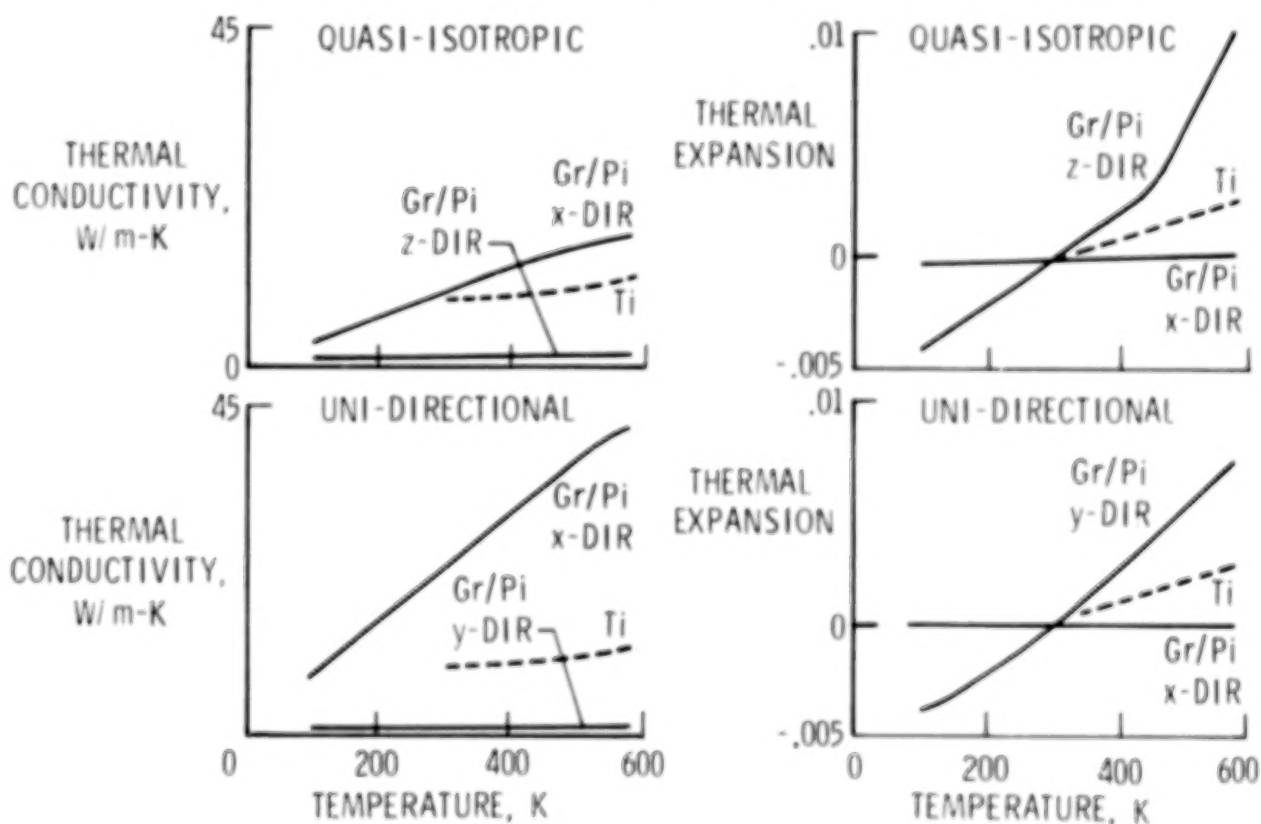 45
QUASI-ISOTROPIC
THERMAL
CONDUCTIVITY,
W/m-K
Gr/Pi
z-DIR
Gr/Pi
x-DIR
Ti
0
.01
QUASI-ISOTROPIC
THERMAL
EXPANSION
Gr/Pi
z-DIR
Ti
0
Gr/Pi
x-DIR
-.005
45
UNI-DIRECTIONAL
THERMAL
CONDUCTIVITY,
W/m-K
Gr/Pi
x-DIR
Gr/Pi
y-DIR
Ti
0
200
400
600
TEMPERATURE, K
.01
UNI-DIRECTIONAL
THERMAL
EXPANSION
Gr/Pi
y-DIR
Ti
0
Gr/Pi
x-DIR
-.005
0
200
400
600
TEMPERATURE, K